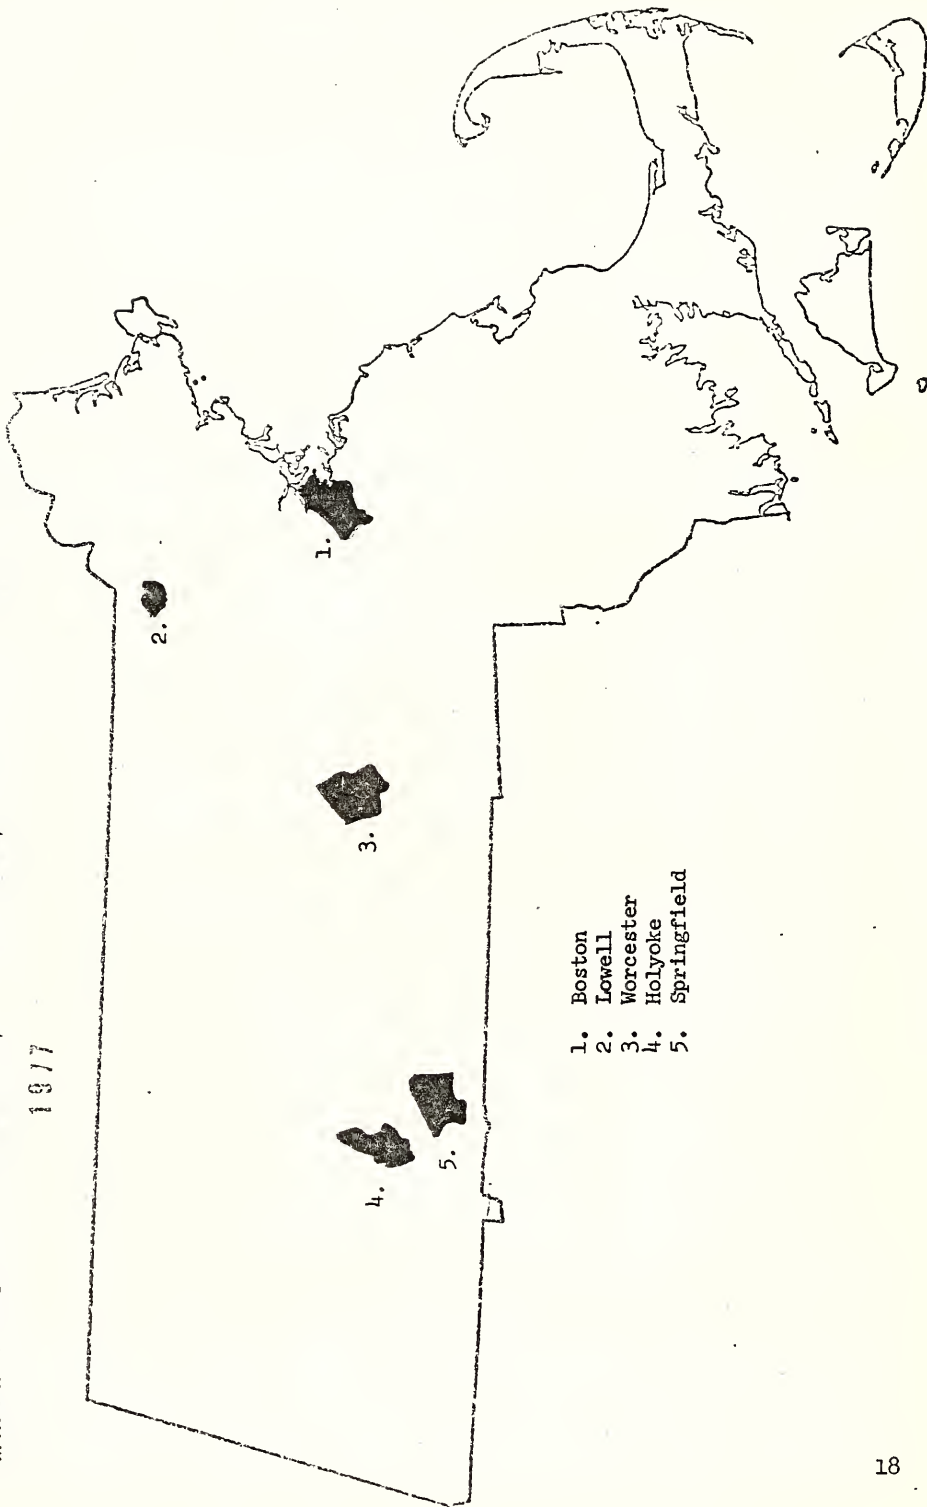 1977
1.
2.
3.
4.
5.
1. Boston
2. Lowell
3. Worcester
4. Holyoke
5. Springfield
18